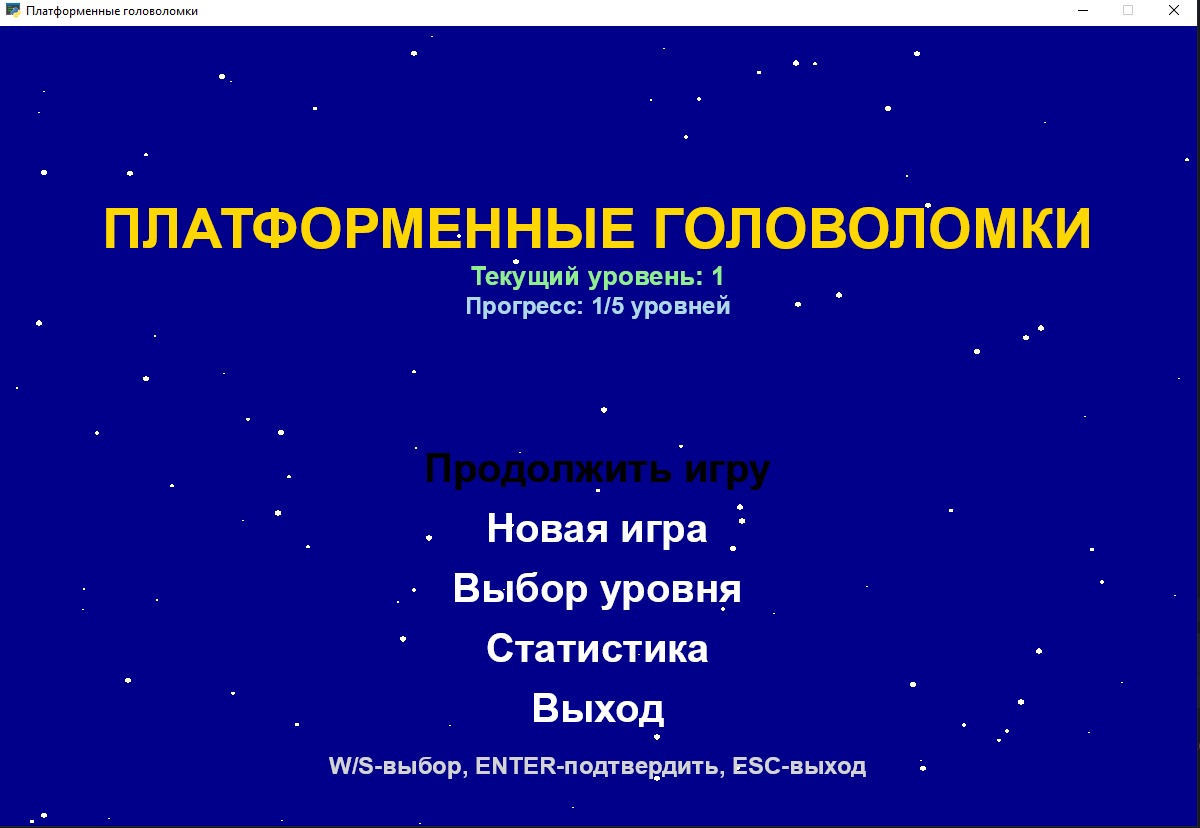 Платформенные головоломки
ПЛАТФОРМЕННЫЕ ГОЛОВОЛОМКИ
Текущий уровень: 1
Прогресс: 1/5 уровней
Продолжить игру
Новая игра
Выбор уровня
Статистика
Выход
W/S-выбор, ENTER-подтвердить, ESC-выход